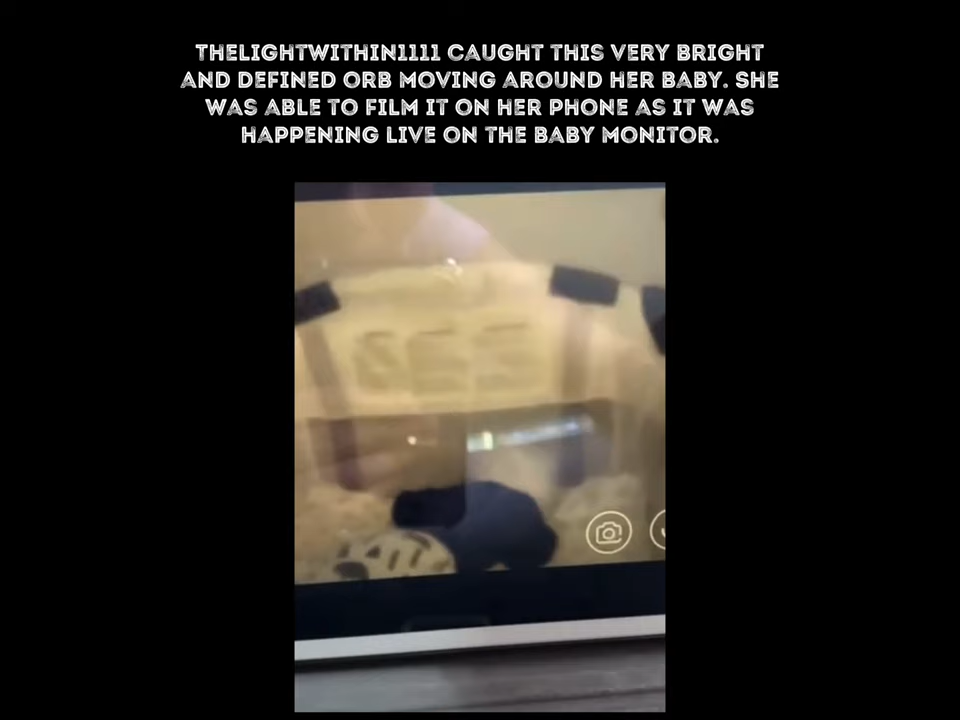 THELIGHTWITHIN1111 CAUGHT THIS VERY BRIGHT
AND DEFINED ORB MOVING AROUND HER BABY. SHE
WAS ABLE TO FILM IT ON HER PHONE AS IT WAS
HAPPENING LIVE ON THE BABY MONITOR.